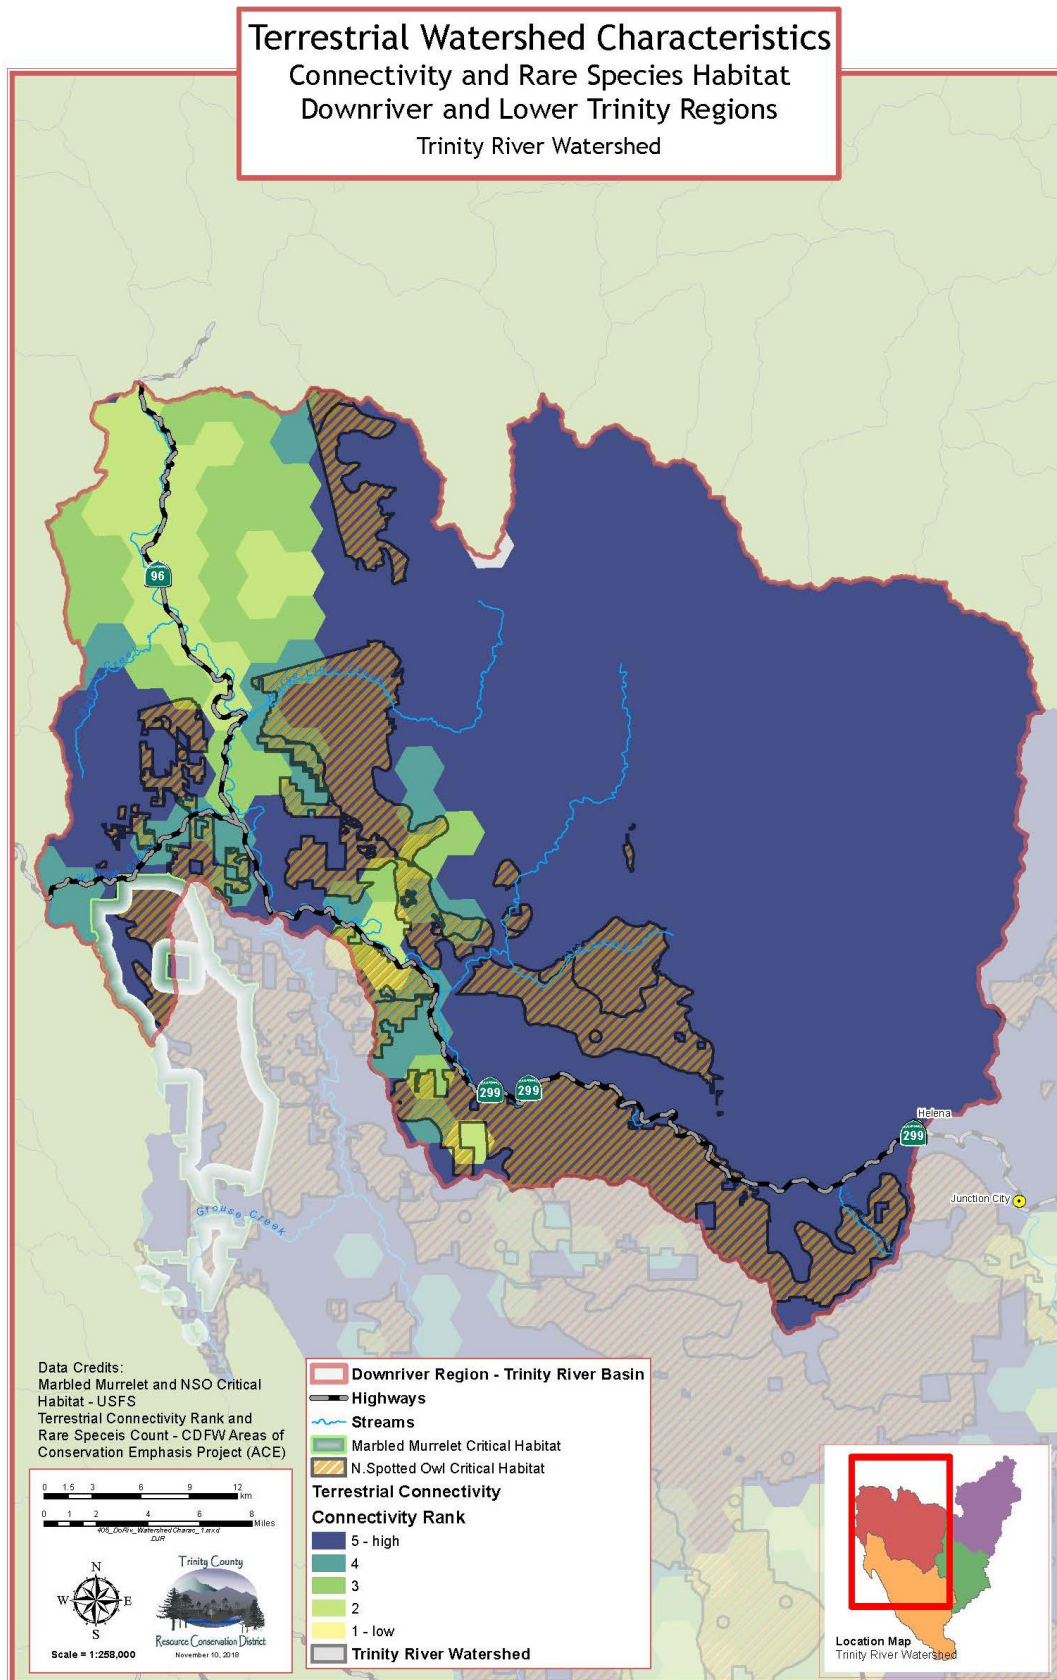 Terrestrial Watershed Characteristics
Connectivity and Rare Species Habitat
Downriver and Lower Trinity Regions
Trinity River Watershed
96
299
299
Helena
299
Junction City
Grouse Creek
Data Credits:
Marbled Murrelet and NSO Critical
Habitat - USFS
Terrestrial Connectivity Rank and
Rare Speceis Count - CDFW Areas of
Conservation Emphasis Project (ACE)
0 1.5 3 6 9 12
km
0 1 2 4 6 8
Miles
DJR
N
W E
S
Scale = 1:258,000
Trinity County
Resource Conservation District
November 10, 2018
Downriver Region - Trinity River Basin
Highways
Streams
Marbled Murrelet Critical Habitat
N.Spotted Owl Critical Habitat
Terrestrial Connectivity
Connectivity Rank
5 - high
4
3
2
1 - low
Trinity River Watershed
Location Map
Trinity River Watershed